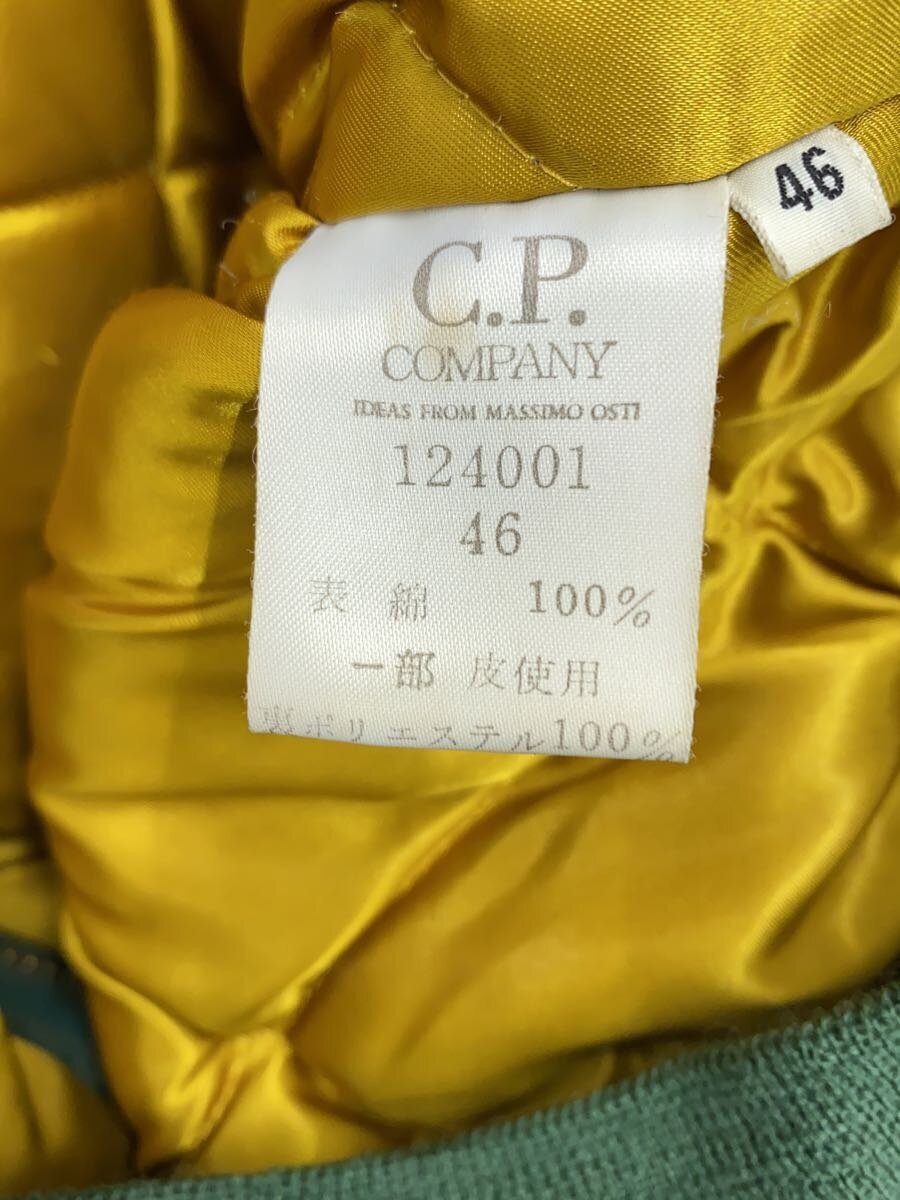 46
C.P.
COMPANY
IDEAS FROM MASSIMO OSTI
124001
46
表 綿 100%
一部 皮使用
裏ポリエステル100%